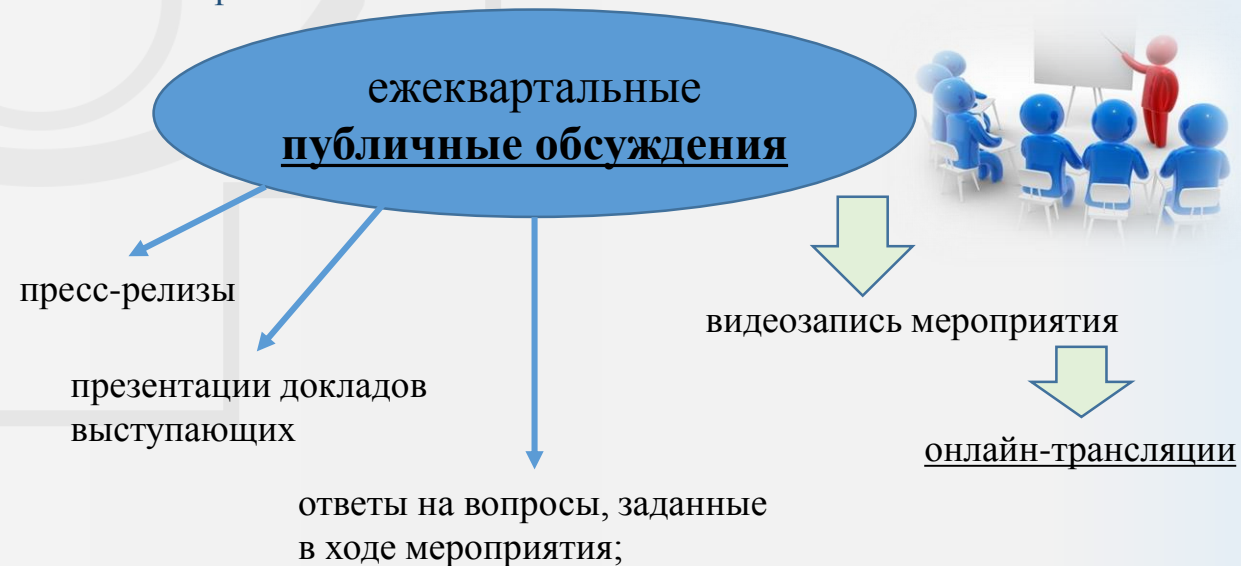 ежеквартальные
публичные обсуждения
пресс-релизы
видеозапись мероприятия
презентации докладов
выступающих
онлайн-трансляции
ответы на вопросы, заданные
в ходе мероприятия;